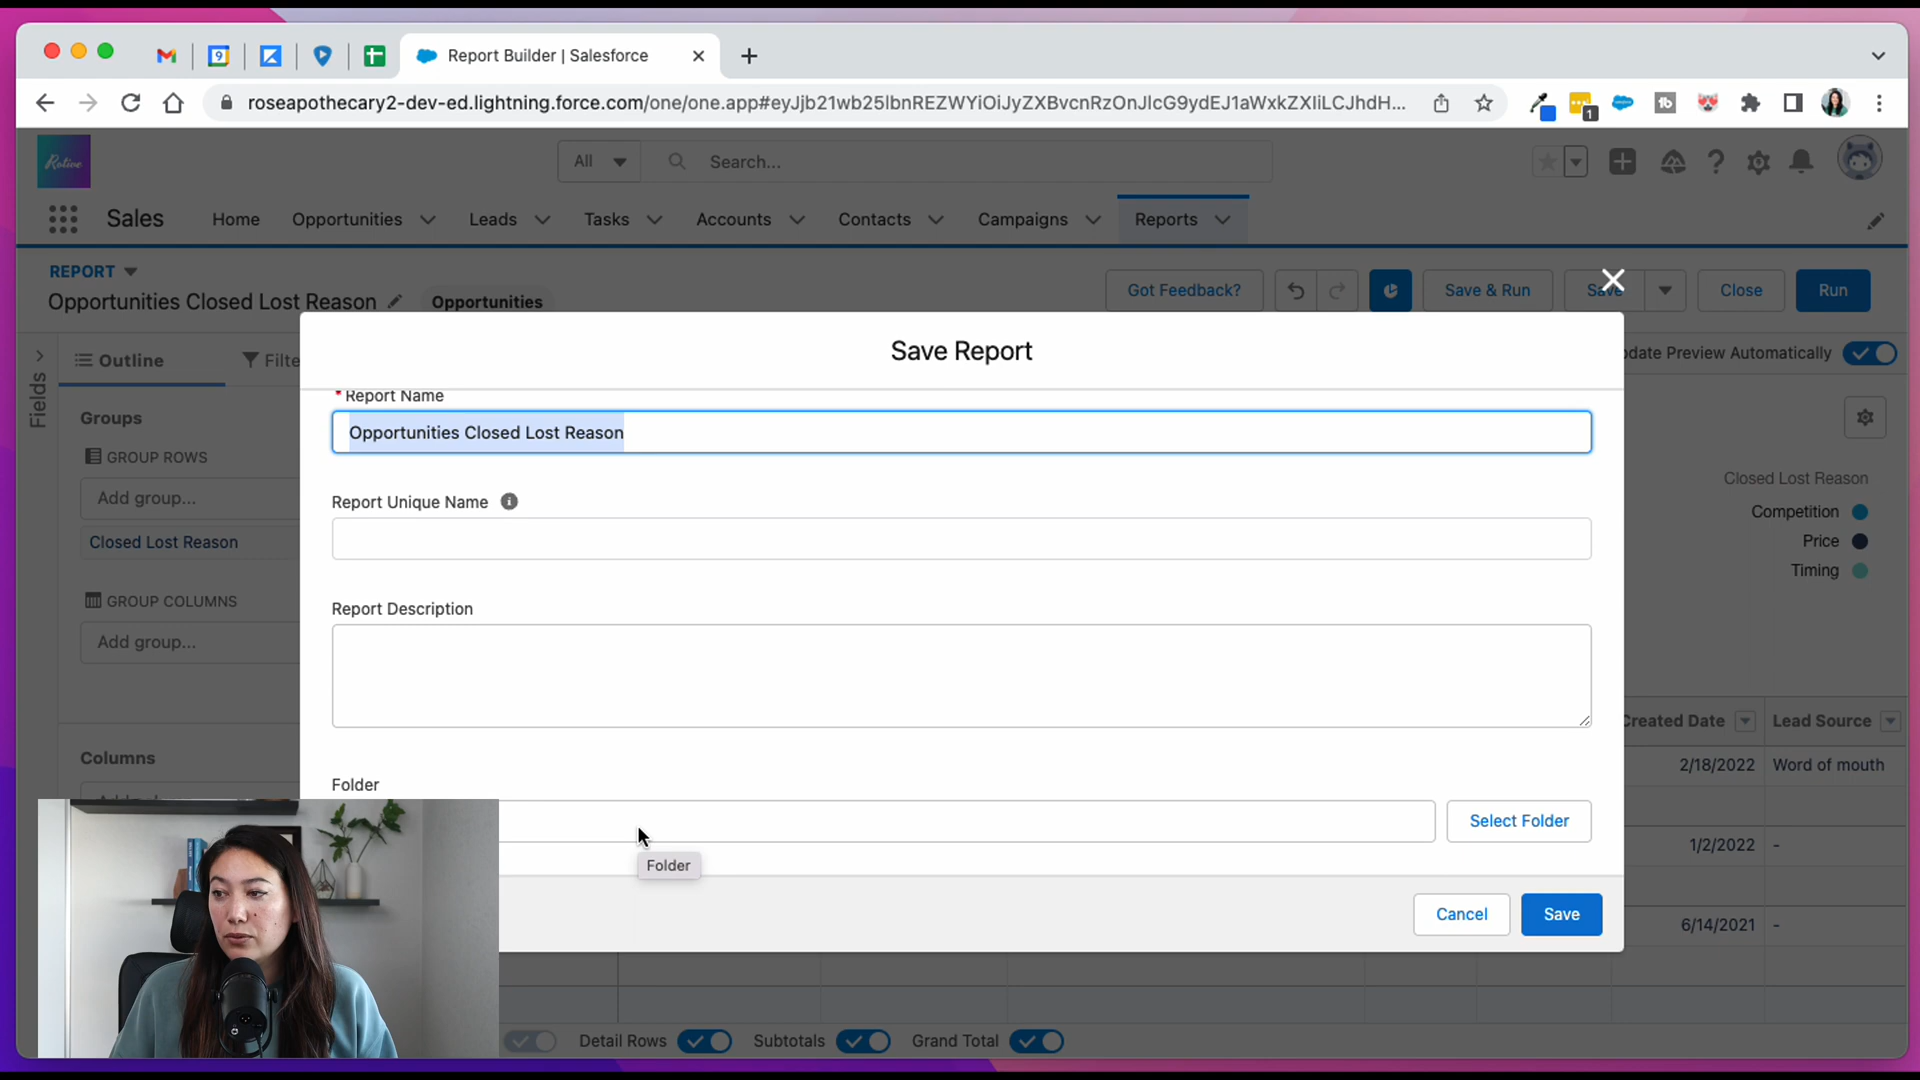 Report Builder | Salesforce
9
roseapothecary2-dev-ed.lightning.force.com/one/one.app#eyJjb21wb25lbnREZWYiOiJyZXBvcnRzOnJlcG9ydEJ1aWxkZXIiLCJhdH...
1
Rotive
All
Search...
Sales
Home
Opportunities
Leads
Tasks
Accounts
Contacts
Campaigns
Reports
REPORT
Opportunities Closed Lost Reason
Opportunities
Got Feedback?
Save & Run
Save
Close
Run
Fields
Outline
Filte
Update Preview Automatically
Save Report
Groups
GROUP ROWS
Add group...
Closed Lost Reason
GROUP COLUMNS
Add group...
Columns
* Report Name
Opportunities Closed Lost Reason
Report Unique Name
Report Description
Folder
Select Folder
Folder
Cancel
Save
Closed Lost Reason
Competition
Price
Timing
Created Date
Lead Source
2/18/2022
Word of mouth
1/2/2022
-
6/14/2021
-
Detail Rows
Subtotals
Grand Total